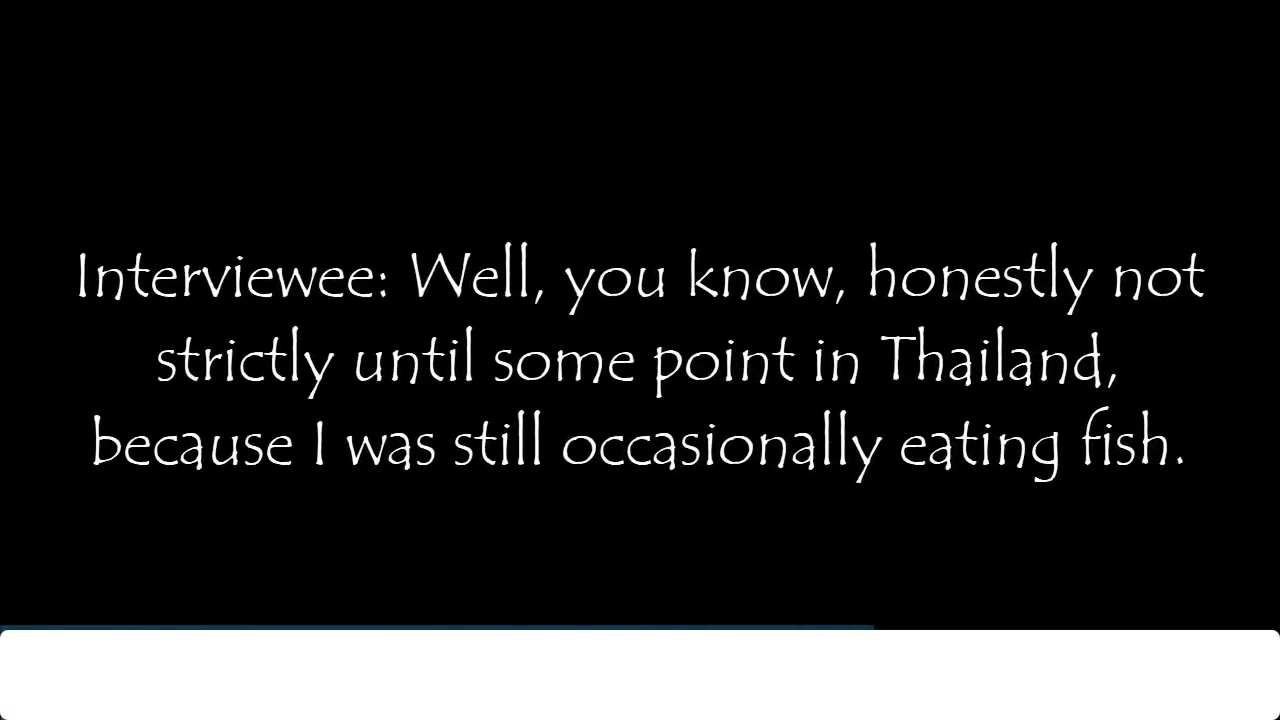 Interviewee: Well, you know, honestly not
strictly until some point in Thailand,
because I was still occasionally eating fish.